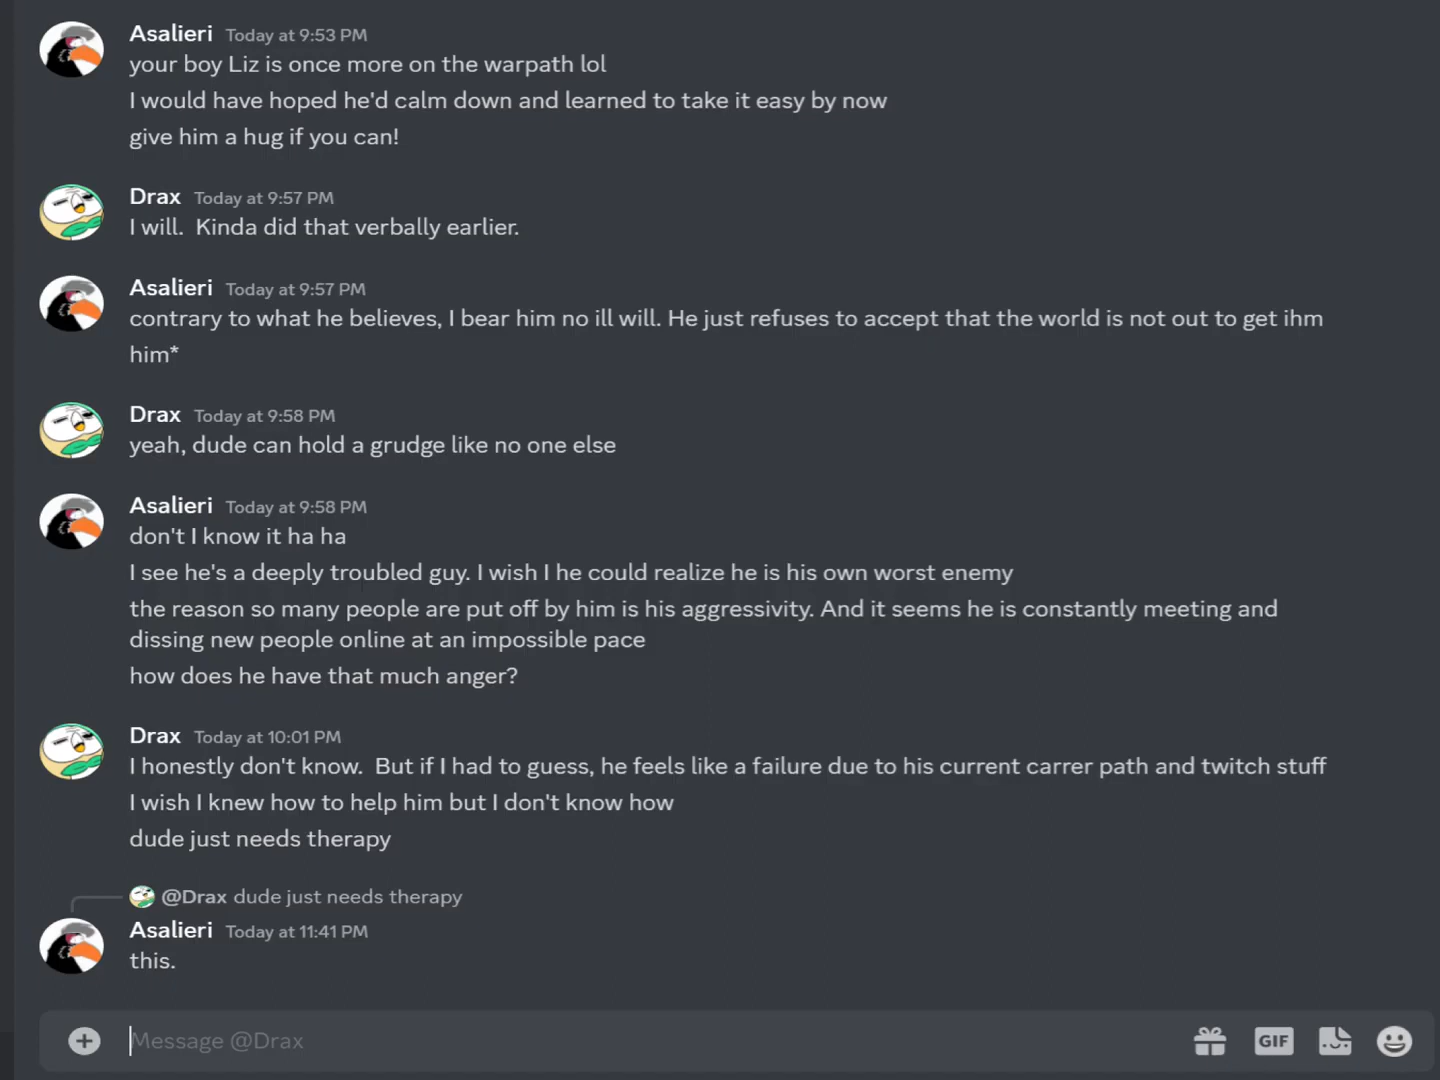 Asalieri Today at 9:53 PM
your boy Liz is once more on the warpath lol
I would have hoped he'd calm down and learned to take it easy by now
give him a hug if you can!
Drax Today at 9:57 PM
I will.  Kinda did that verbally earlier.
Asalieri Today at 9:57 PM
contrary to what he believes, I bear him no ill will. He just refuses to accept that the world is not out to get ihm
him*
Drax Today at 9:58 PM
yeah, dude can hold a grudge like no one else
Asalieri Today at 9:58 PM
don't I know it ha ha
I see he's a deeply troubled guy. I wish I he could realize he is his own worst enemy
the reason so many people are put off by him is his aggressivity. And it seems he is constantly meeting and
dissing new people online at an impossible pace
how does he have that much anger?
Drax Today at 10:01 PM
I honestly don't know.  But if I had to guess, he feels like a failure due to his current carrer path and twitch stuff
I wish I knew how to help him but I don't know how
dude just needs therapy
@Drax dude just needs therapy
Asalieri Today at 11:41 PM
this.
Message @Drax
GIF